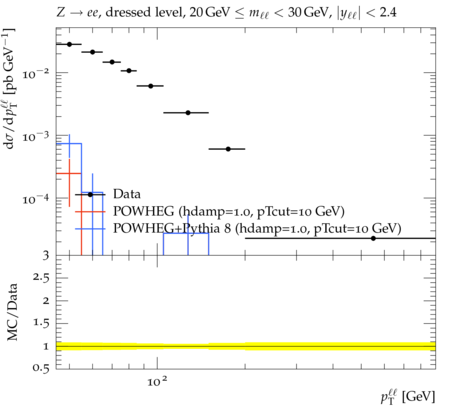 Z → ee, dressed level, 20 GeV ≤ mℓℓ < 30 GeV, |yℓℓ| < 2.4
dσ/dp_T^ℓℓ [pb GeV⁻¹]
10⁻²
10⁻³
10⁻⁴
Data
POWHEG (hdamp=1.0, pTcut=10 GeV)
POWHEG+Pythia 8 (hdamp=1.0, pTcut=10 GeV)
MC/Data
3
2.5
2
1.5
1
0.5
10²
p_T^ℓℓ [GeV]